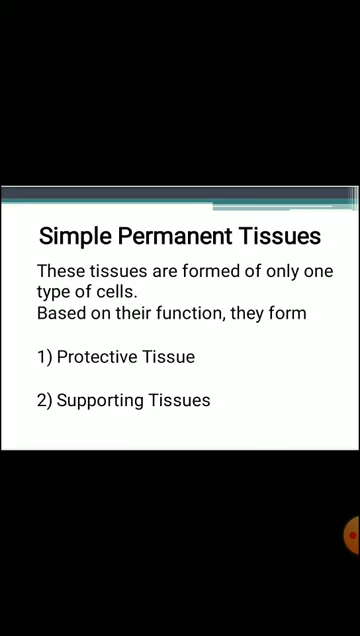 Simple Permanent Tissues
These tissues are formed of only one
type of cells.
Based on their function, they form
1) Protective Tissue
2) Supporting Tissues